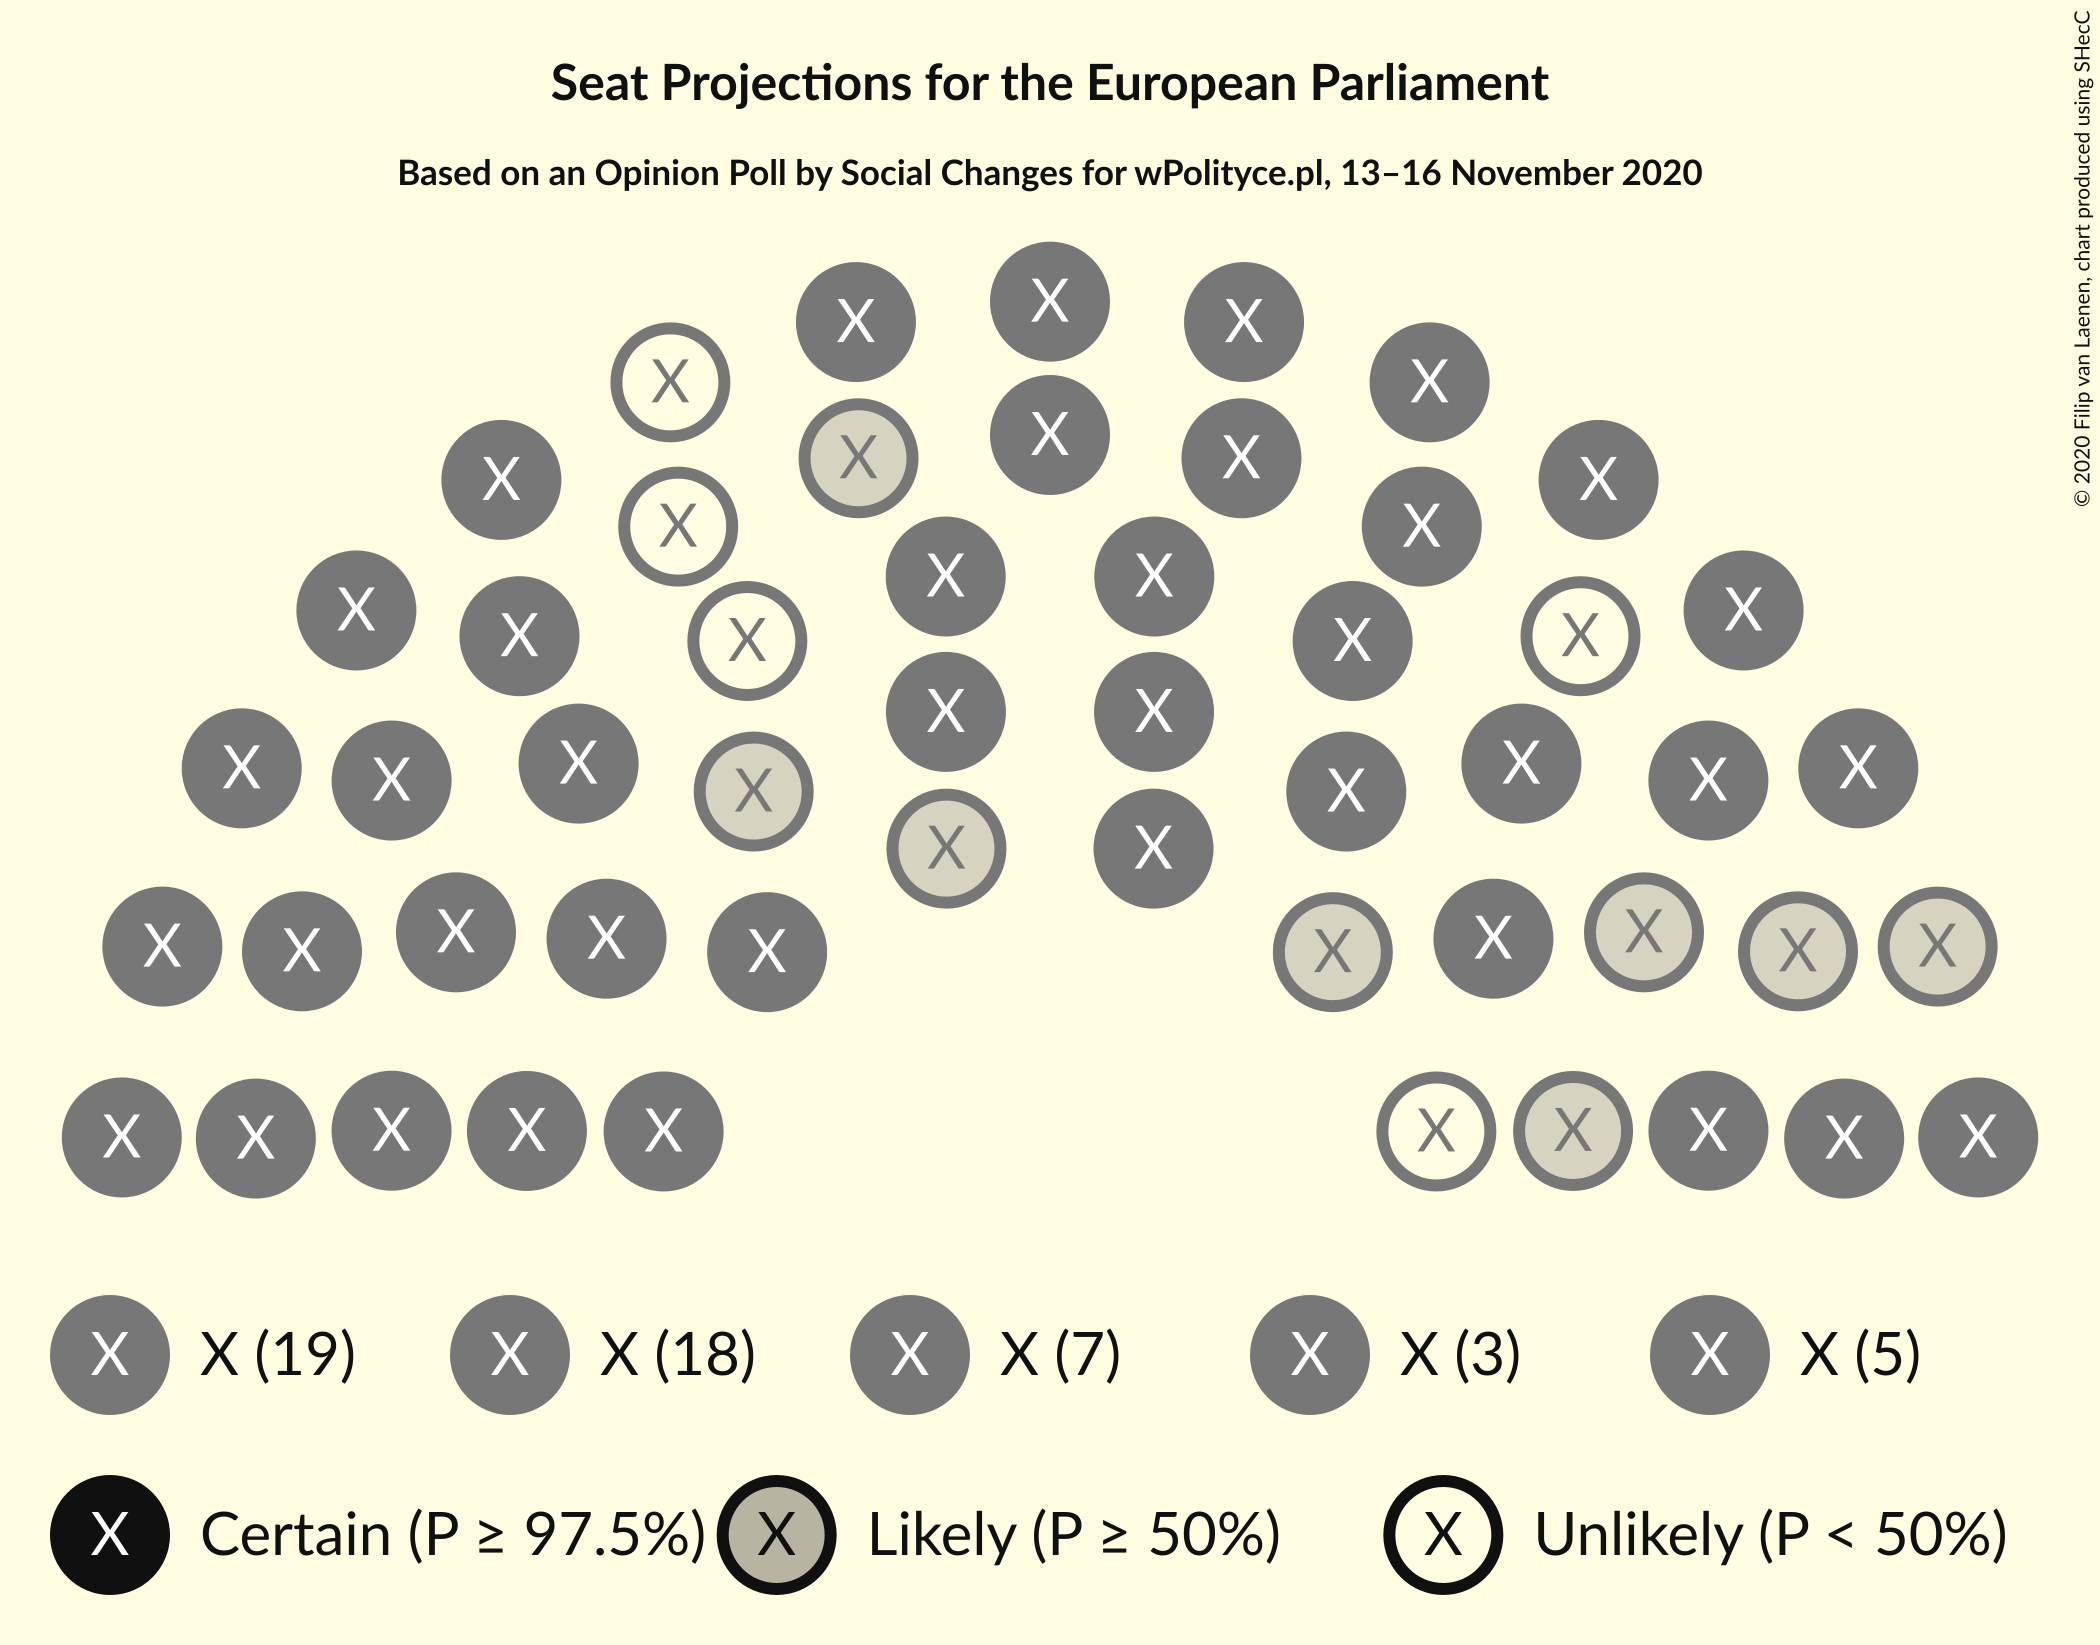 Seat Projections for the European Parliament
Based on an Opinion Poll by Social Changes for wPolityce.pl, 13–16 November 2020
© 2020 Filip van Laenen, chart produced using SHecC
X X X
X X
X X X
X X
X X
X X
X X X X X X
X X
X X X X X X X X
X X
X X X X X X X X X X
X X X X X X X X X X
X X (19) X X (18) X X (7) X X (3) X X (5)
X Certain (P ≥ 97.5%) X Likely (P ≥ 50%) X Unlikely (P < 50%)